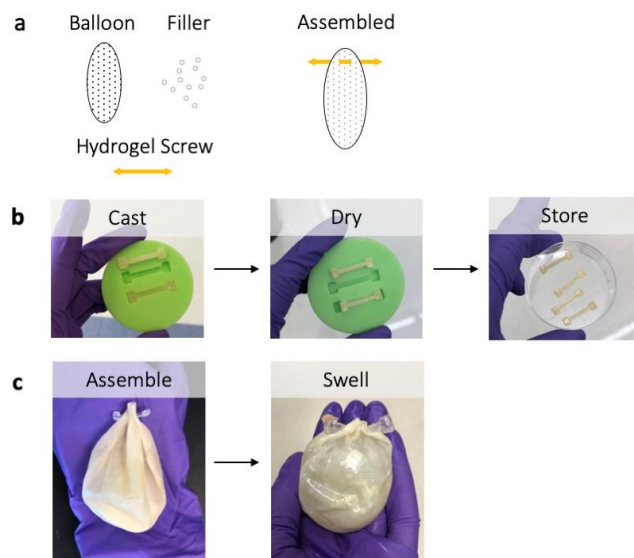 a
Balloon Filler Assembled
Hydrogel Screw
b
Cast Dry Store
c
Assemble Swell